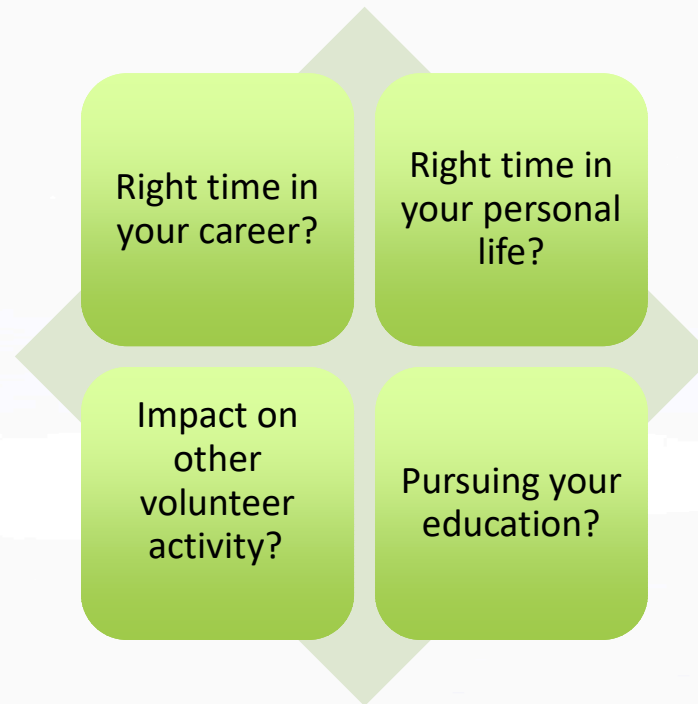 Right time in
your career?
Right time in
your personal
life?
Impact on
other
volunteer
activity?
Pursuing your
education?